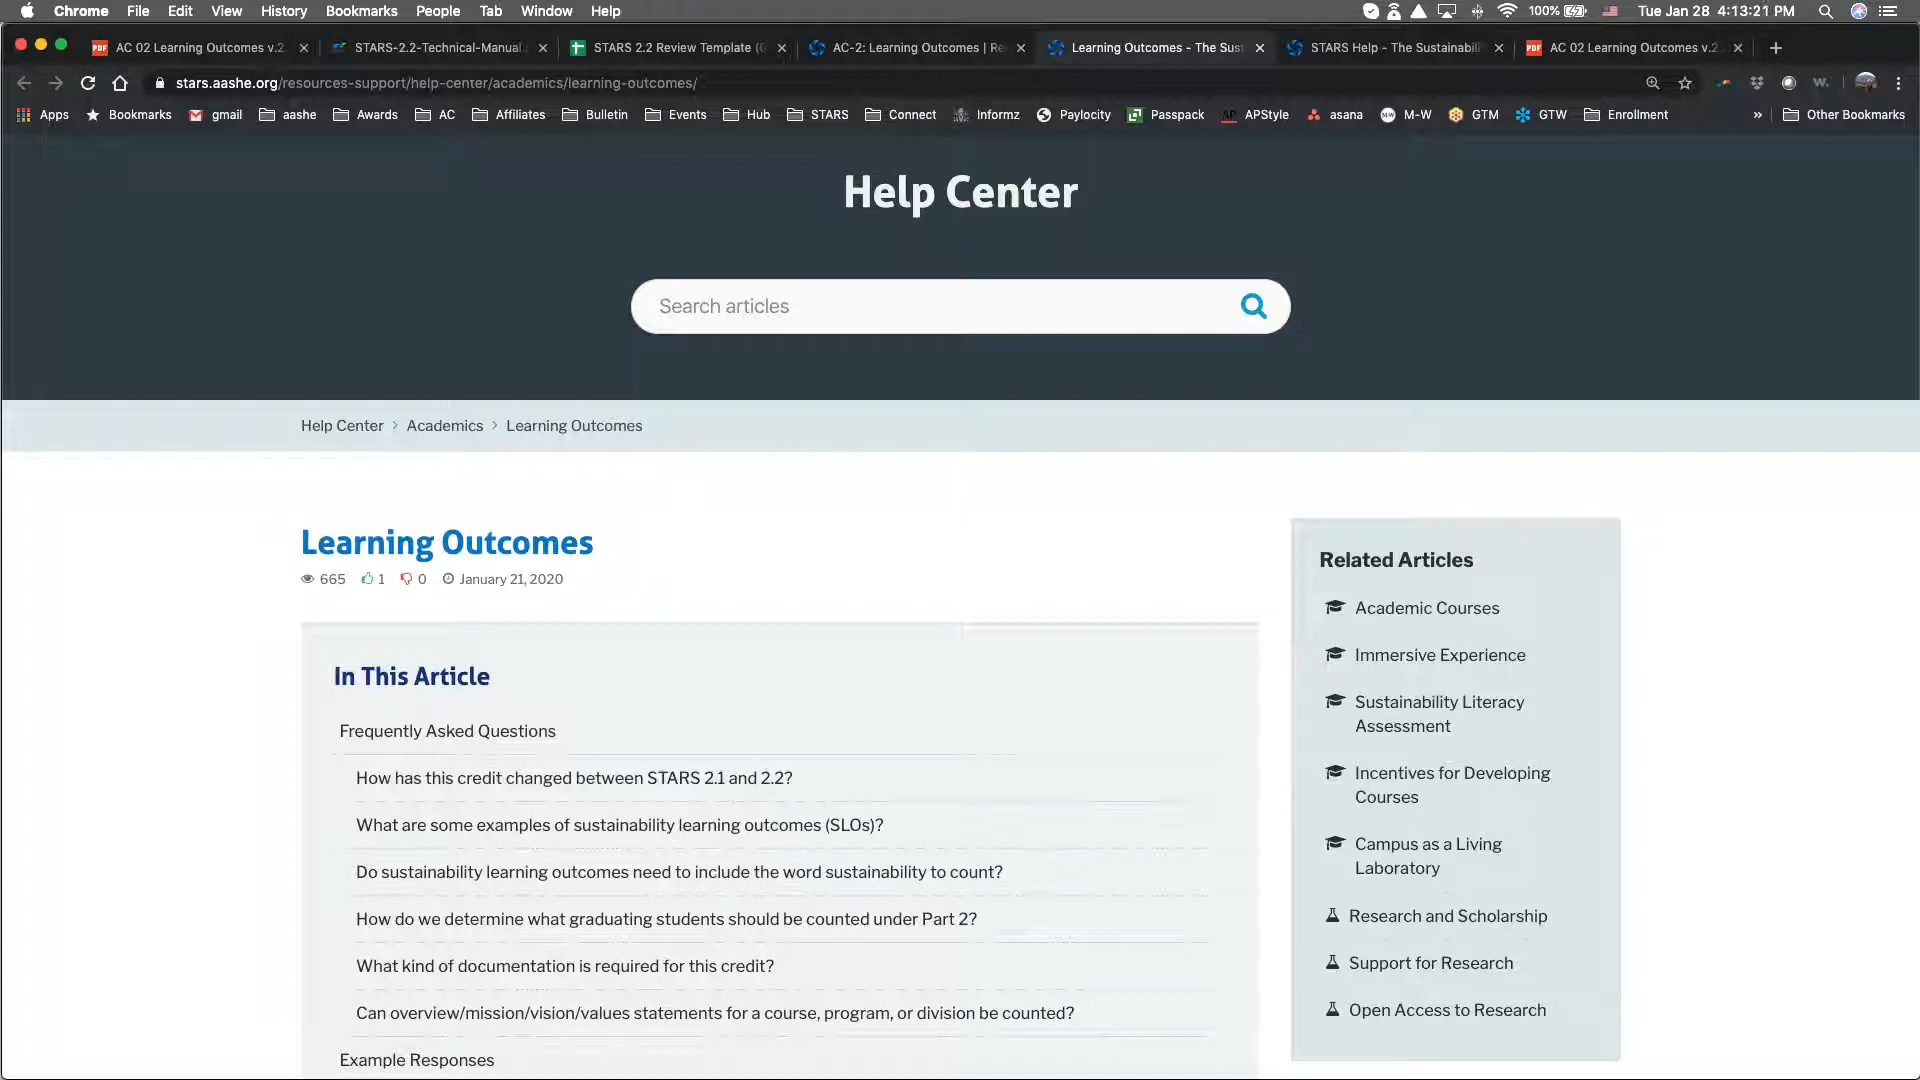 Chrome File Edit View History Bookmarks People Tab Window Help 100% Tue Jan 28 4:13:21 PM
PDF AC 02 Learning Outcomes v.2 STARS-2.2-Technical-Manual. STARS 2.2 Review Template ( AC-2: Learning Outcomes | Re Learning Outcomes - The Sust STARS Help - The Sustainabili PDF AC 02 Learning Outcomes v.2
stars.aashe.org/resources-support/help-center/academics/learning-outcomes/ W.
Apps Bookmarks gmail aashe Awards AC Affiliates Bulletin Events Hub STARS Connect Informz Paylocity Passpack AP APStyle asana M-W M-W GTM GTW Enrollment » Other Bookmarks
Help Center
Search articles
Help Center > Academics > Learning Outcomes
Learning Outcomes
665 1 0 January 21, 2020
In This Article
Frequently Asked Questions
How has this credit changed between STARS 2.1 and 2.2?
What are some examples of sustainability learning outcomes (SLOs)?
Do sustainability learning outcomes need to include the word sustainability to count?
How do we determine what graduating students should be counted under Part 2?
What kind of documentation is required for this credit?
Can overview/mission/vision/values statements for a course, program, or division be counted?
Example Responses
Related Articles
Academic Courses
Immersive Experience
Sustainability Literacy
Assessment
Incentives for Developing
Courses
Campus as a Living
Laboratory
Research and Scholarship
Support for Research
Open Access to Research